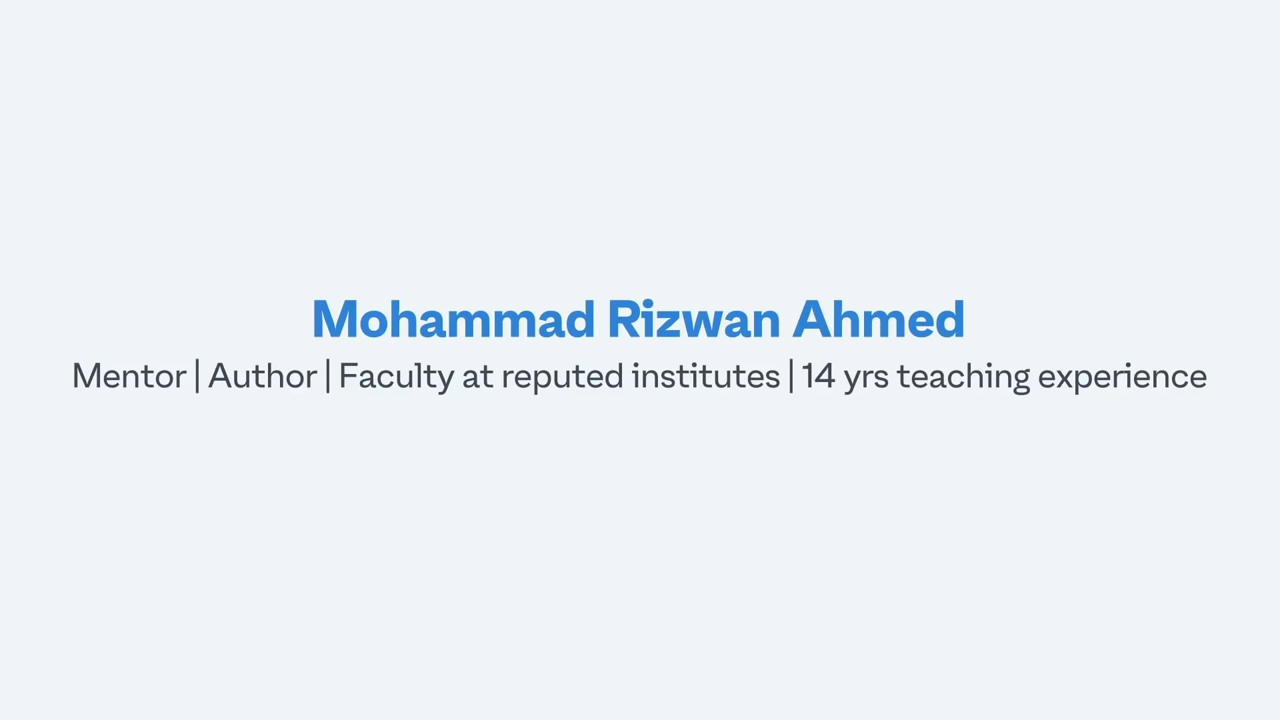 Mohammad Rizwan Ahmed
Mentor | Author | Faculty at reputed institutes | 14 yrs teaching experience